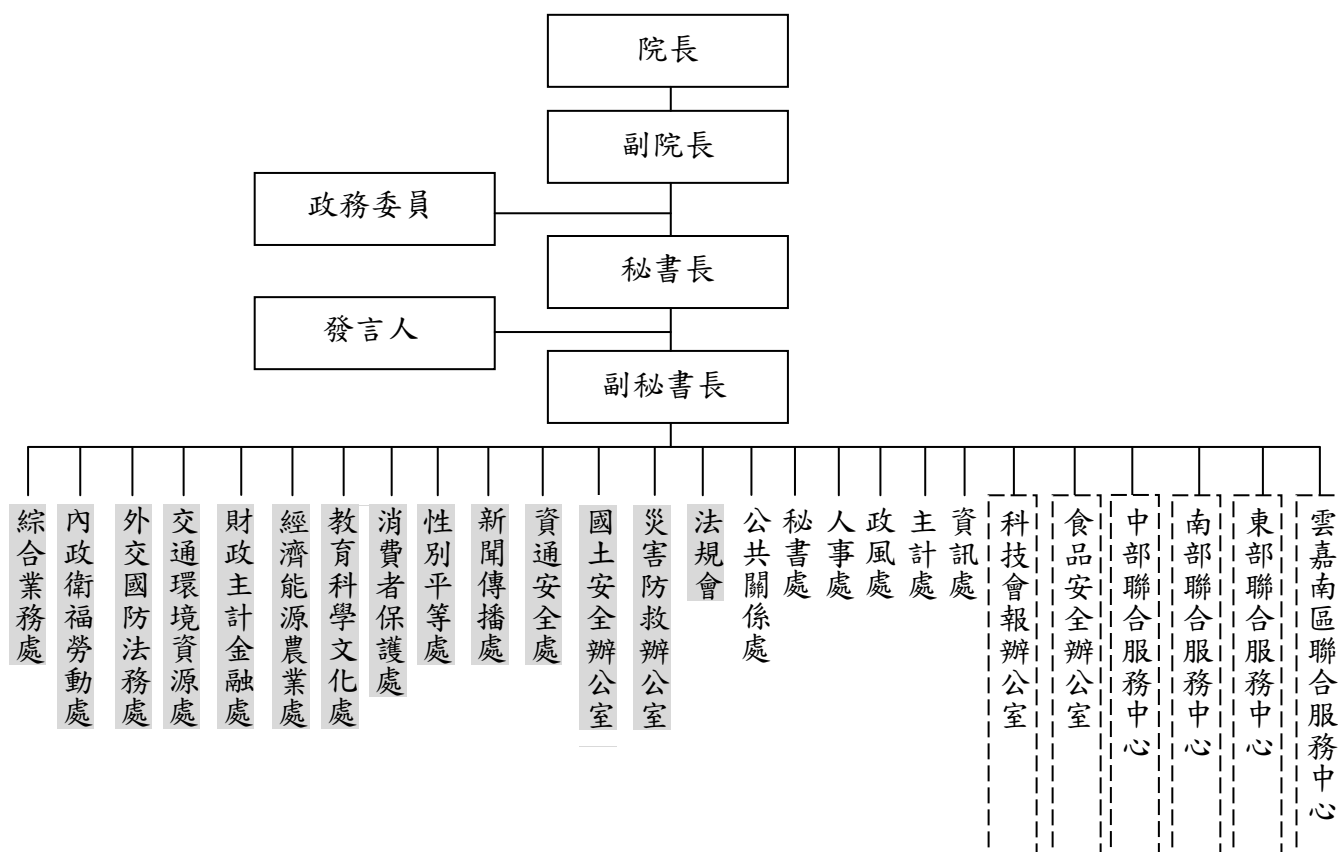 院長
副院長
政務委員
秘書長
發言人
副秘書長
綜合業務處
內政衛福勞動處
外交國防法務處
交通環境資源處
財政主計金融處
經濟能源農業處
教育科學文化處
消費者保護處
性別平等處
新聞傳播處
資通安全處
國土安全辦公室
災害防救辦公室
法規會
公共關係處
秘書處
人事處
政風處
主計處
資訊處
科技會報辦公室
食品安全辦公室
中部聯合服務中心
南部聯合服務中心
東部聯合服務中心
雲嘉南區聯合服務中心